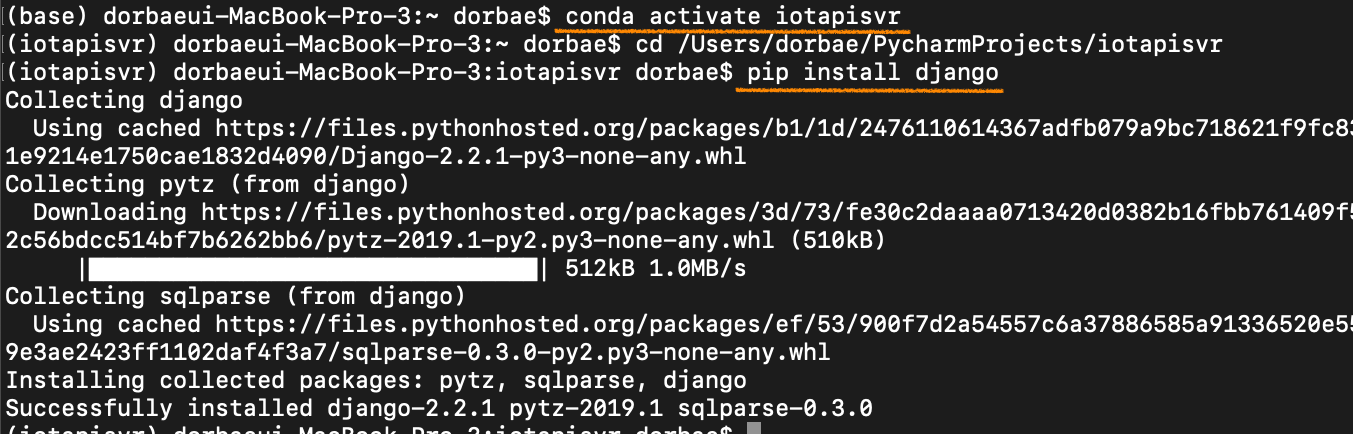 (base) dorbaeui-MacBook-Pro-3:~ dorbae$ conda activate iotapisvr
(iotapisvr) dorbaeui-MacBook-Pro-3:~ dorbae$ cd /Users/dorbae/PycharmProjects/iotapisvr
(iotapisvr) dorbaeui-MacBook-Pro-3:iotapisvr dorbae$ pip install django
Collecting django
  Using cached https://files.pythonhosted.org/packages/b1/1d/2476110614367adfb079a9bc718621f9fc8
1e9214e1750cae1832d4090/Django-2.2.1-py3-none-any.whl
Collecting pytz (from django)
  Downloading https://files.pythonhosted.org/packages/3d/73/fe30c2daaaa0713420d0382b16fbb761409f5
2c56bdcc514bf7b6262bb6/pytz-2019.1-py2.py3-none-any.whl (510kB)
     || 512kB 1.0MB/s
Collecting sqlparse (from django)
  Using cached https://files.pythonhosted.org/packages/ef/53/900f7d2a54557c6a37886585a91336520e55
9e3ae2423ff1102daf4f3a7/sqlparse-0.3.0-py2.py3-none-any.whl
Installing collected packages: pytz, sqlparse, django
Successfully installed django-2.2.1 pytz-2019.1 sqlparse-0.3.0
(iotapisvr) dorbaeui-MacBook-Pro-3:iotapisvr dorbae$